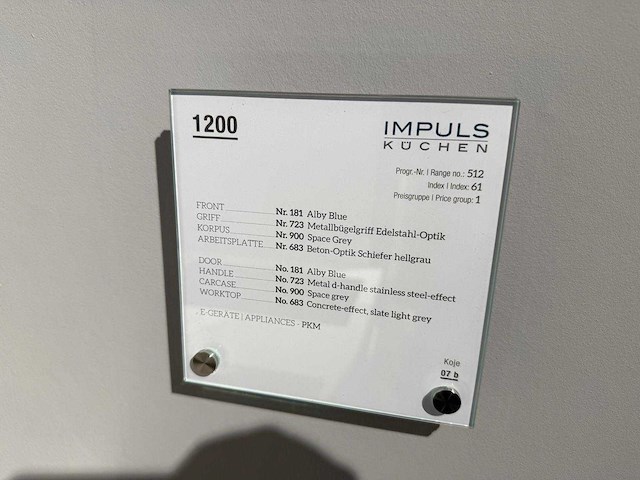 1200
IMPULS
KÜCHEN
Progr.-Nr. | Range no.: 512
Index | Index: 61
Preisgruppe | Price group: 1
FRONT Nr. 181 Alby Blue
GRIFF Nr. 723 Metallbügelgriff Edelstahl-Optik
KORPUS Nr. 900 Space Grey
ARBEITSPLATTE Nr. 683 Beton-Optik Schiefer hellgrau
DOOR No. 181 Alby Blue
HANDLE No. 723 Metal d-handle stainless steel-effect
CARCASE No. 900 Space grey
WORKTOP No. 683 Concrete-effect, slate light grey
E-GERÄTE | APPLIANCES - PKM
Koje
07 b